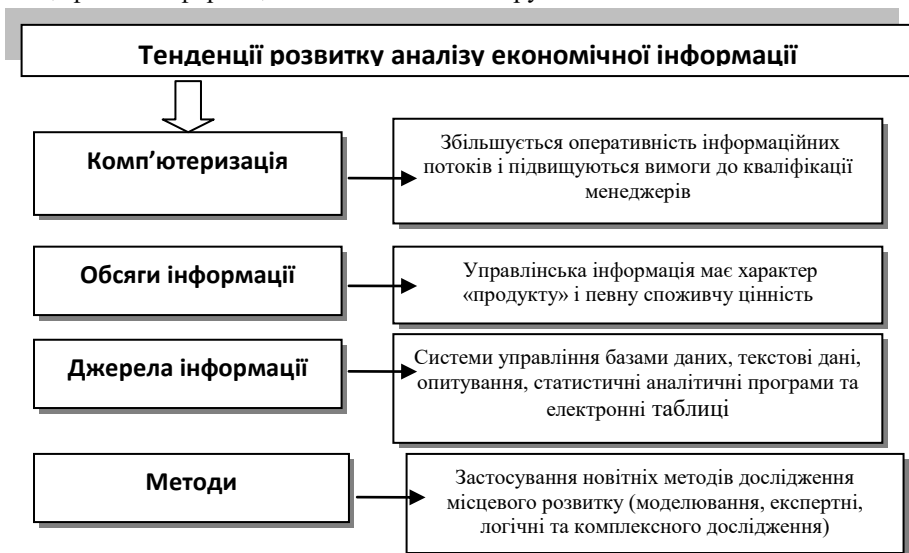 Тенденції розвитку аналізу економічної інформації
Комп’ютеризація
Збільшується оперативність інформаційних
потоків і підвищуються вимоги до кваліфікації
менеджерів
Обсяги інформації
Управлінська інформація має характер
«продукту» і певну споживчу цінність
Джерела інформації
Системи управління базами даних, текстові дані,
опитування, статистичні аналітичні програми та
електронні таблиці
Методи
Застосування новітніх методів дослідження
місцевого розвитку (моделювання, експертні,
логічні та комплексного дослідження)